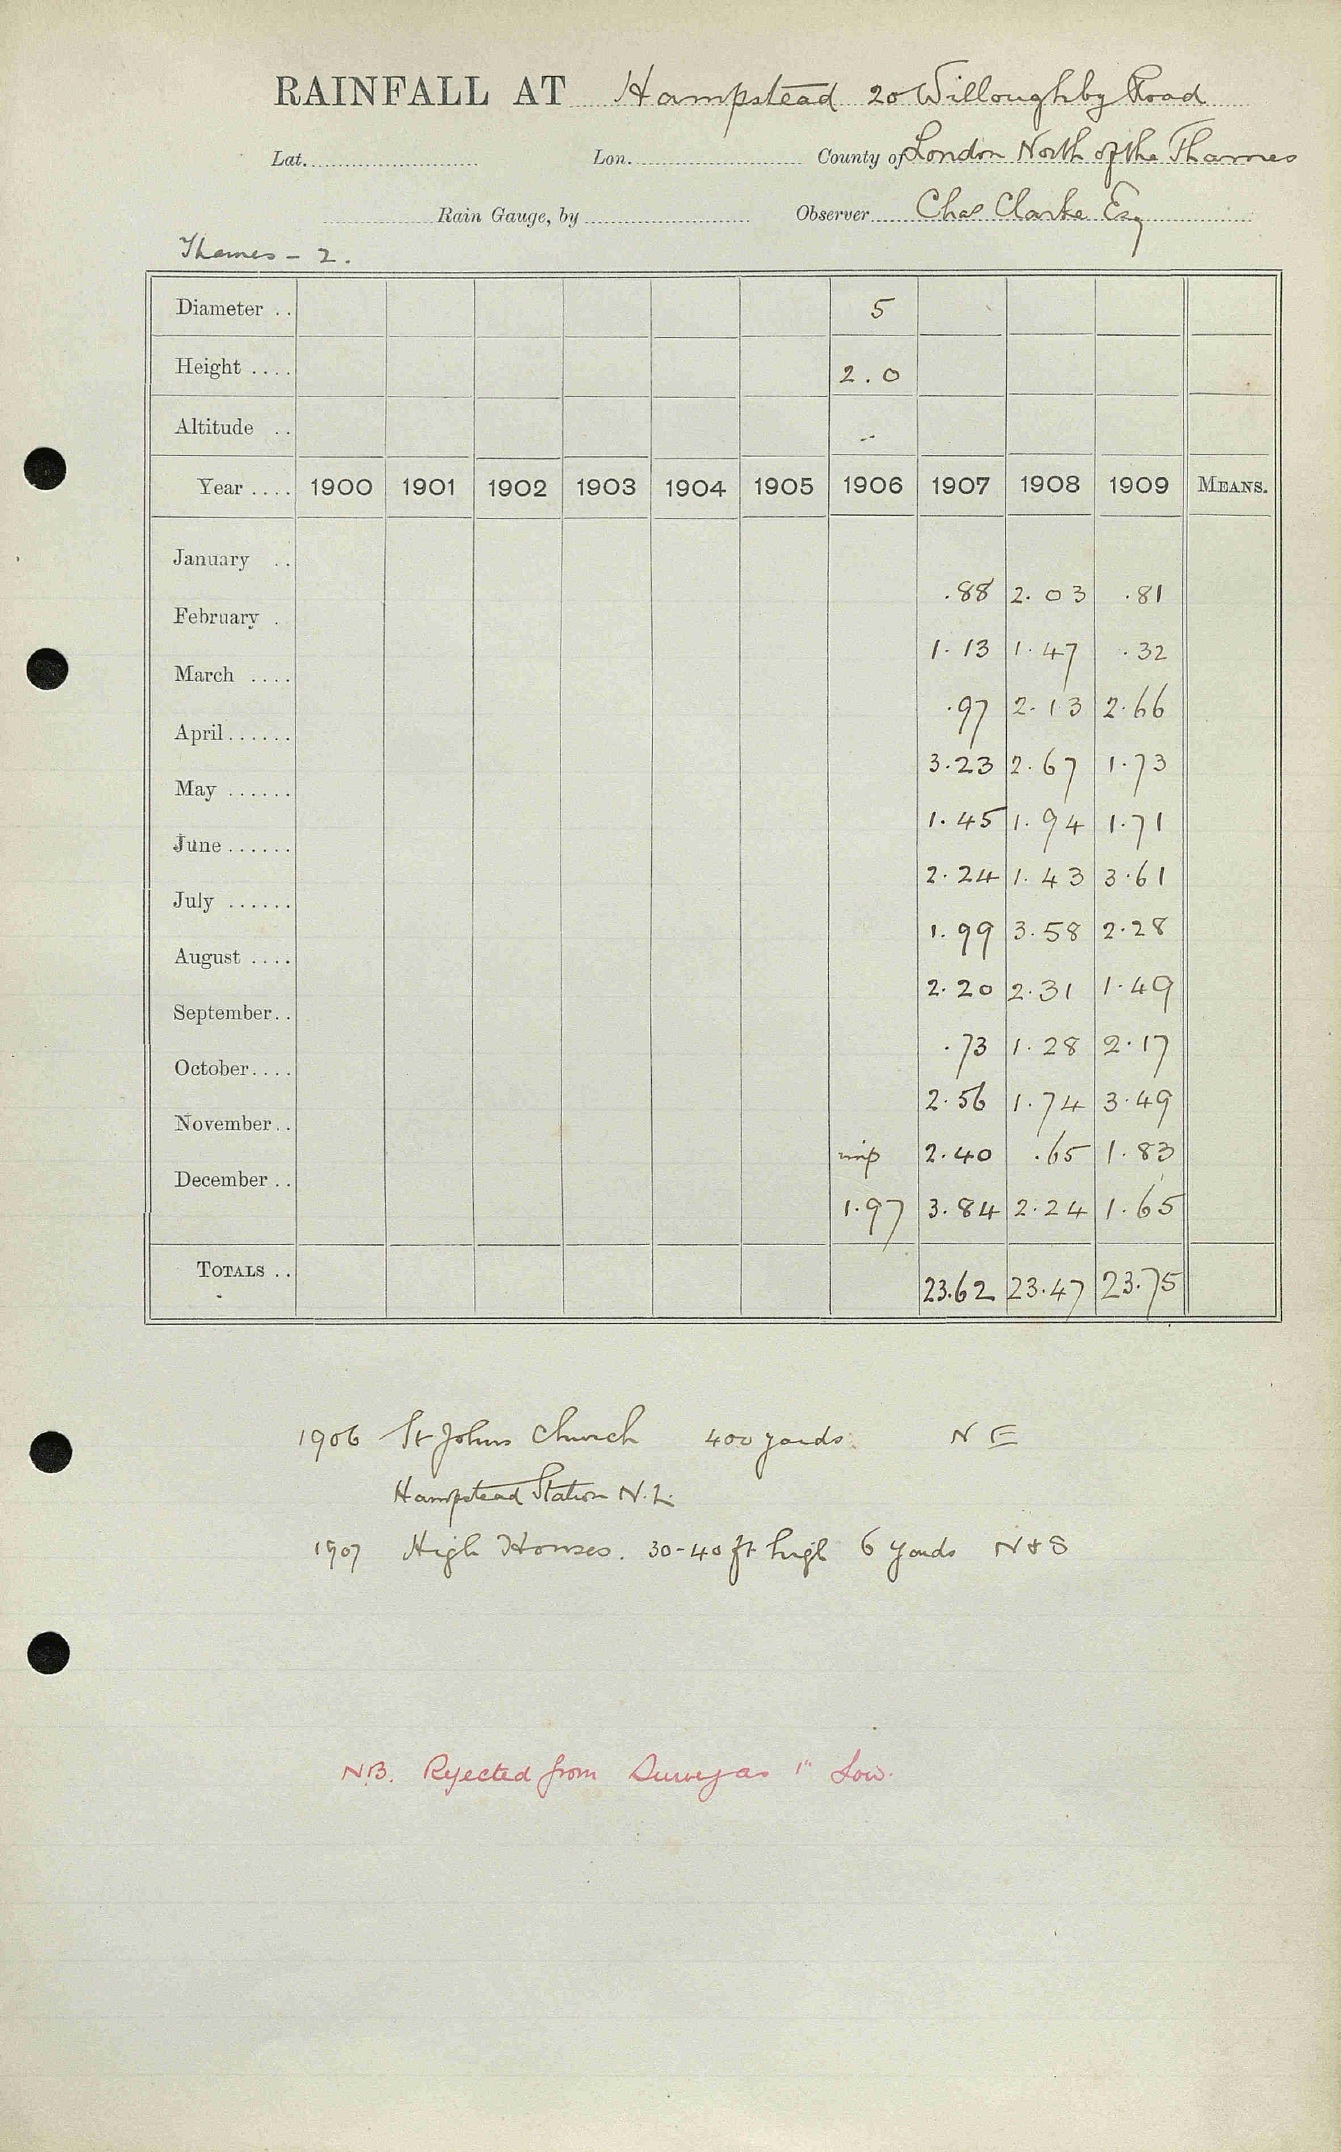 RAINFALL AT Hampstead 20 Willoughby Road
Lat. Lon. County of London North of the Thames
Rain Gauge, by Observer Chas Clarke Esq
Thames - 2.
Diameter .. 5
Height .... 2.0
Altitude .. -
Year .... 1900 1901 1902 1903 1904 1905 1906 1907 1908 1909 MEANS.
January .. .88 2.03 .81
February . 1.13 1.47 .32
March .... .97 2.13 2.66
April...... 3.23 2.67 1.73
May ...... 1.45 1.94 1.71
June ...... 2.24 1.43 3.61
July ...... 1.99 3.58 2.28
August .... 2.20 2.31 1.49
September.. .73 1.28 2.17
October.... 2.56 1.74 3.49
November.. imp 2.40 .65 1.83
December .. 1.97 3.84 2.24 1.65
TOTALS .. 23.62 23.47 23.75
1906 St Johns Church 400 yards. N E
Hampstead Station N.L.
1907 High Houses. 30-40 ft high 6 yards N & S
N.B. Rejected from Survey as 1" Low.